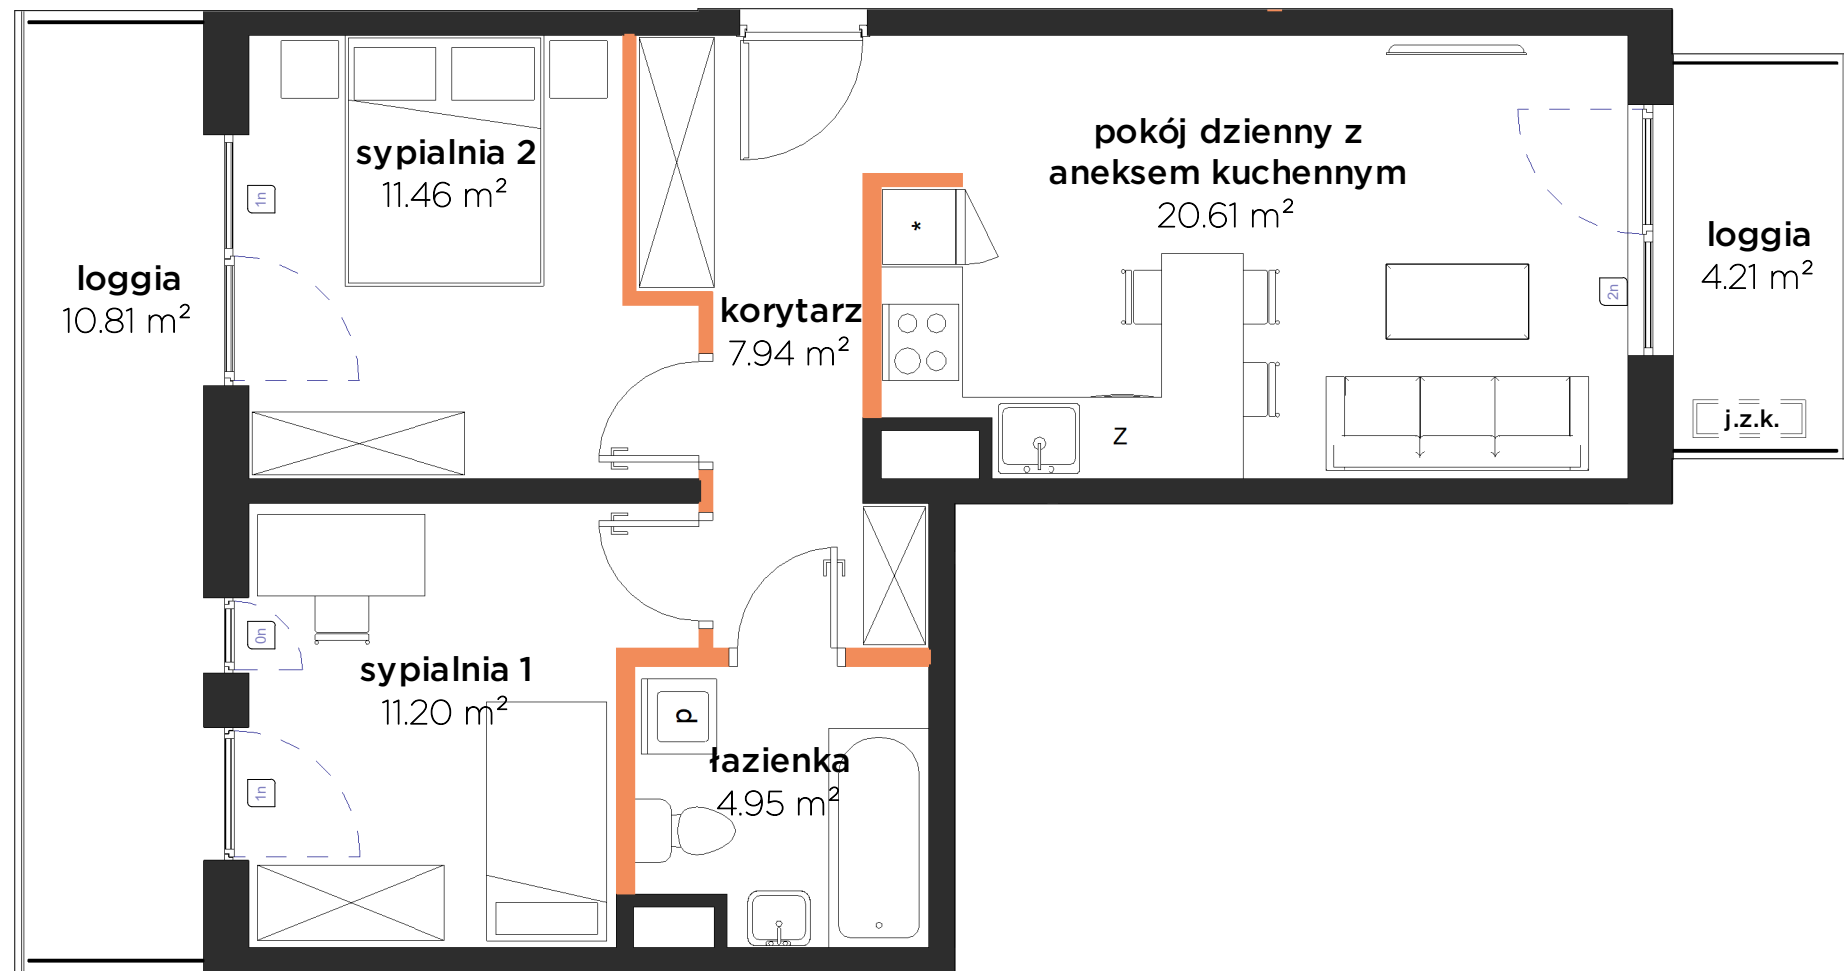 sypialnia 2
11.46 m²
1n
loggia
10.81 m²
pokój dzienny z
aneksem kuchennym
20.61 m²
*
loggia
4.21 m²
2n
korytarz
7.94 m²
j.z.k.
Z
0n
sypialnia 1
11.20 m²
1n
p
łazienka
4.95 m²